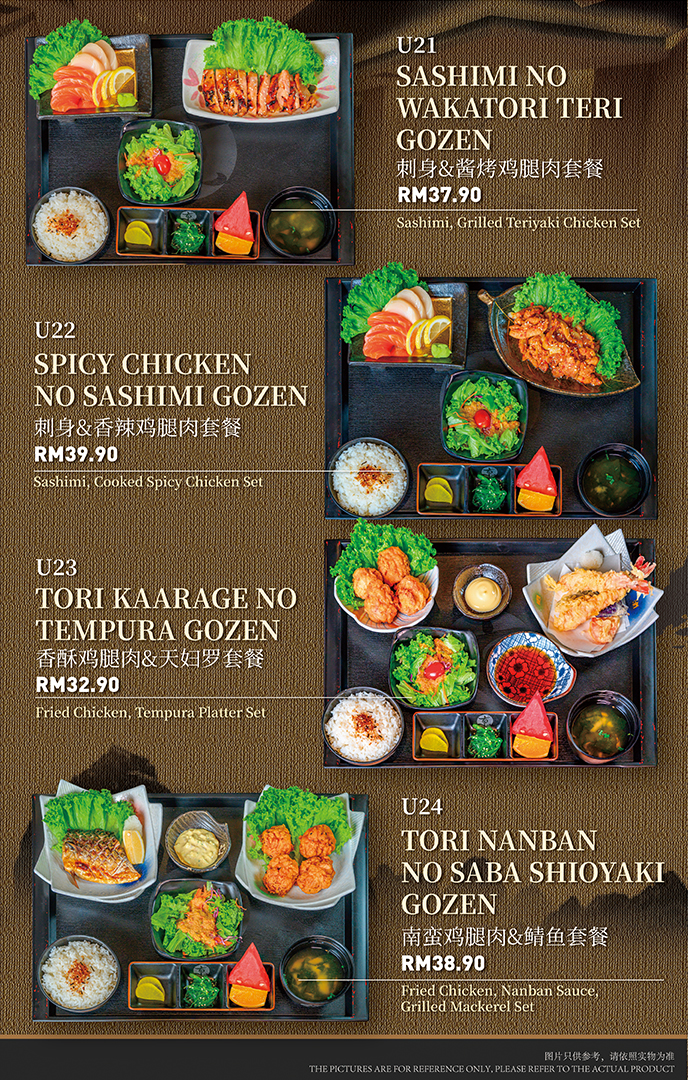 U21
SASHIMI NO
WAKATORI TERI
GOZEN
刺身&酱烤鸡腿肉套餐
RM37.90
Sashimi, Grilled Teriyaki Chicken Set
U22
SPICY CHICKEN
NO SASHIMI GOZEN
刺身&香辣鸡腿肉套餐
RM39.90
Sashimi, Cooked Spicy Chicken Set
U23
TORI KAARAGE NO
TEMPURA GOZEN
香酥鸡腿肉&天妇罗套餐
RM32.90
Fried Chicken, Tempura Platter Set
U24
TORI NANBAN
NO SABA SHIOYAKI
GOZEN
南蛮鸡腿肉&鲭鱼套餐
RM38.90
Fried Chicken, Nanban Sauce,
Grilled Mackerel Set
图片只供参考，请依照实物为准
THE PICTURES ARE FOR REFERENCE ONLY, PLEASE REFER TO THE ACTUAL PRODUCT